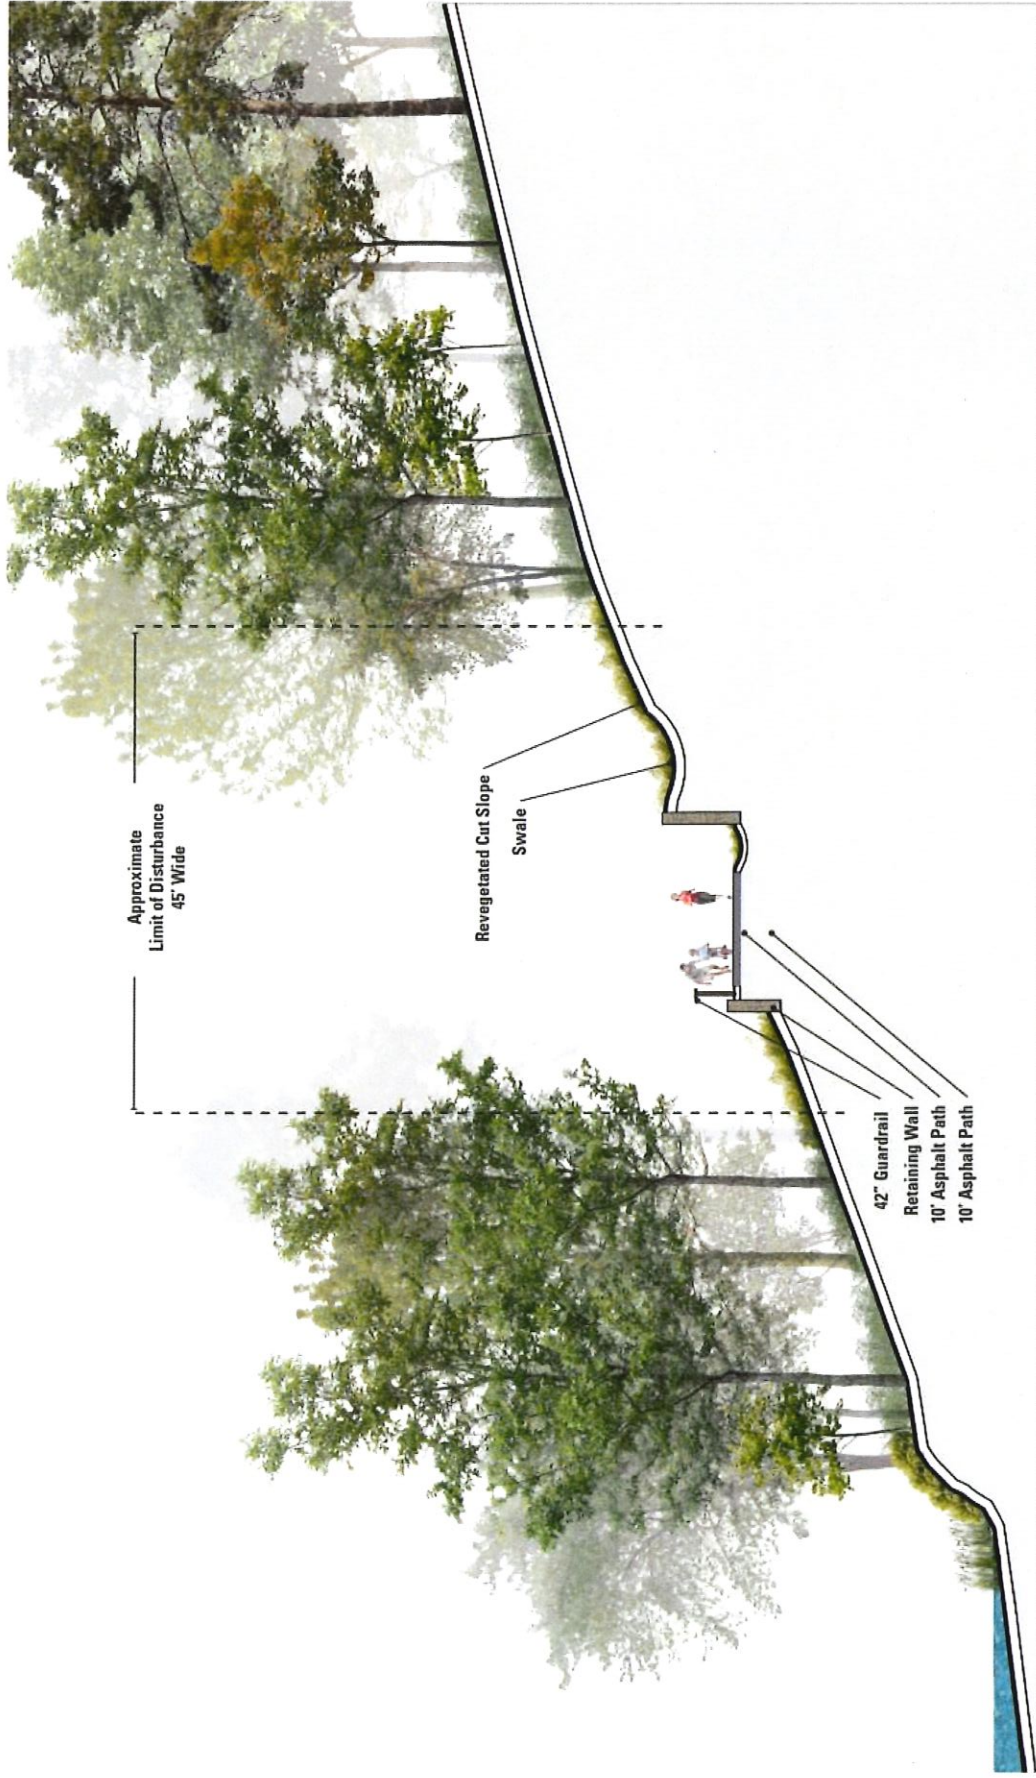 Approximate
Limit of Disturbance
45' Wide
Revegetated Cut Slope
Swale
42" Guardrail
Retaining Wall
10' Asphalt Path
10' Asphalt Path